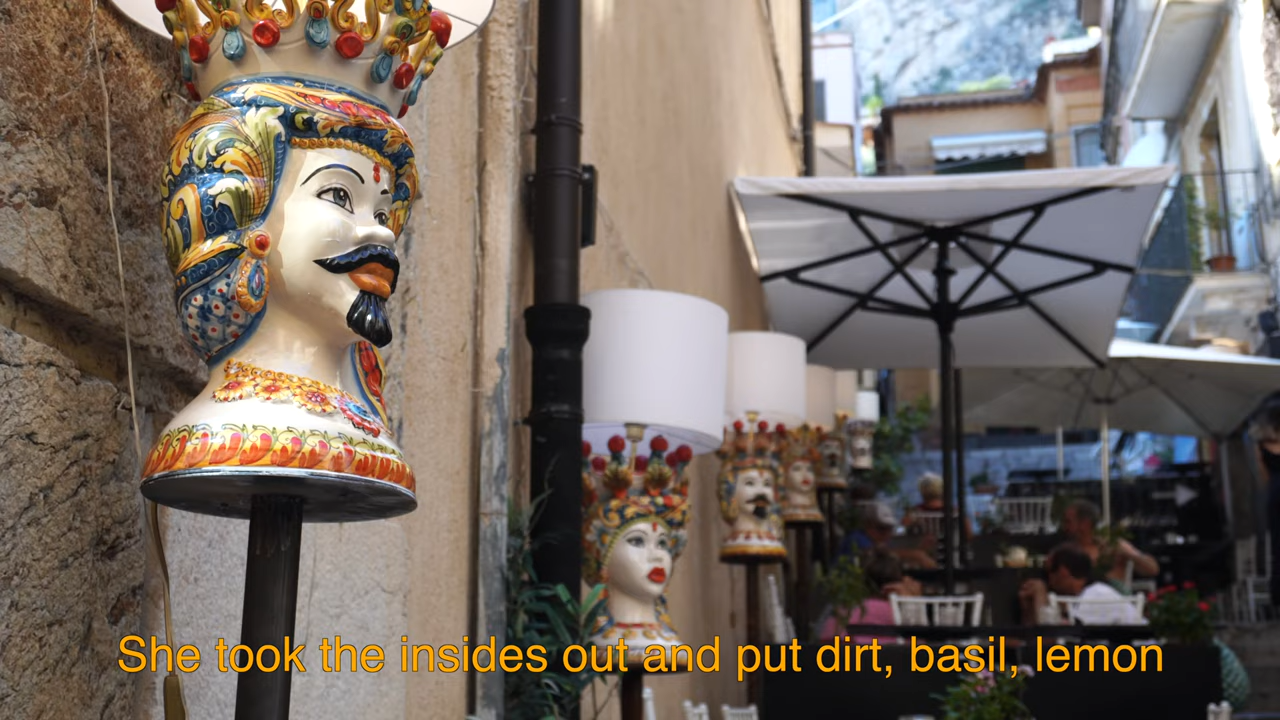 She took the insides out and put dirt, basil, lemon